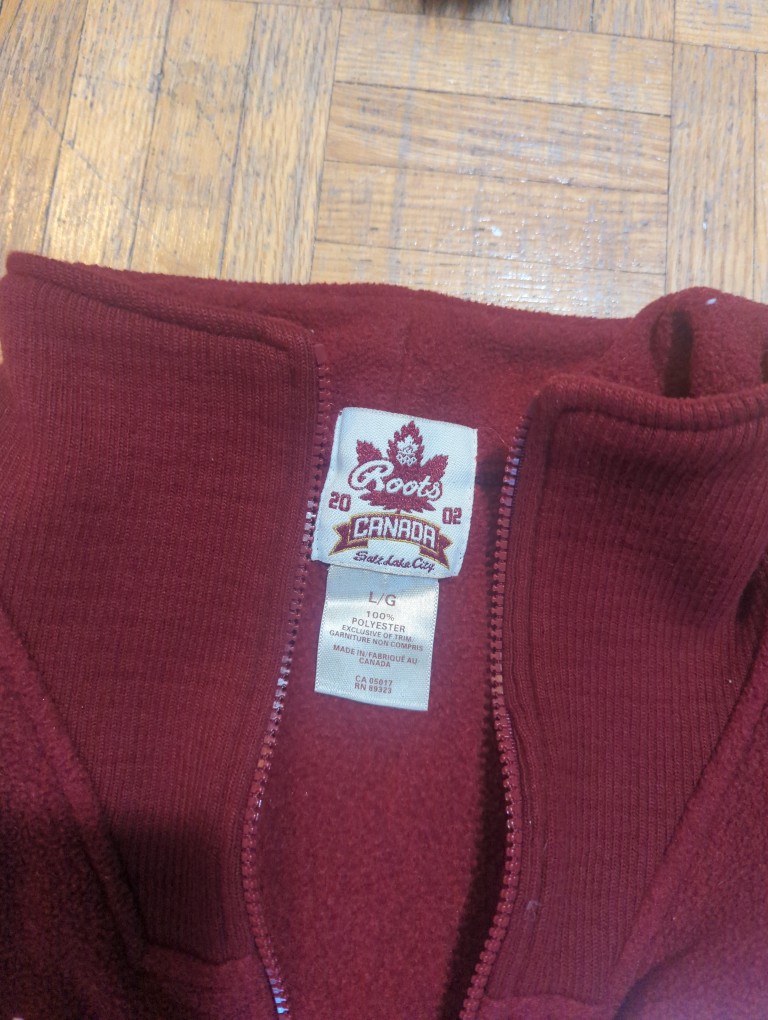 Roots
20 02
CANADA
Salt Lake City
L/G
100%
POLYESTER
EXCLUSIVE OF TRIM
GARNITURE NON COMPRIS
MADE IN/FABRIQUÉ AU
CANADA
CA 05017
RN 89323